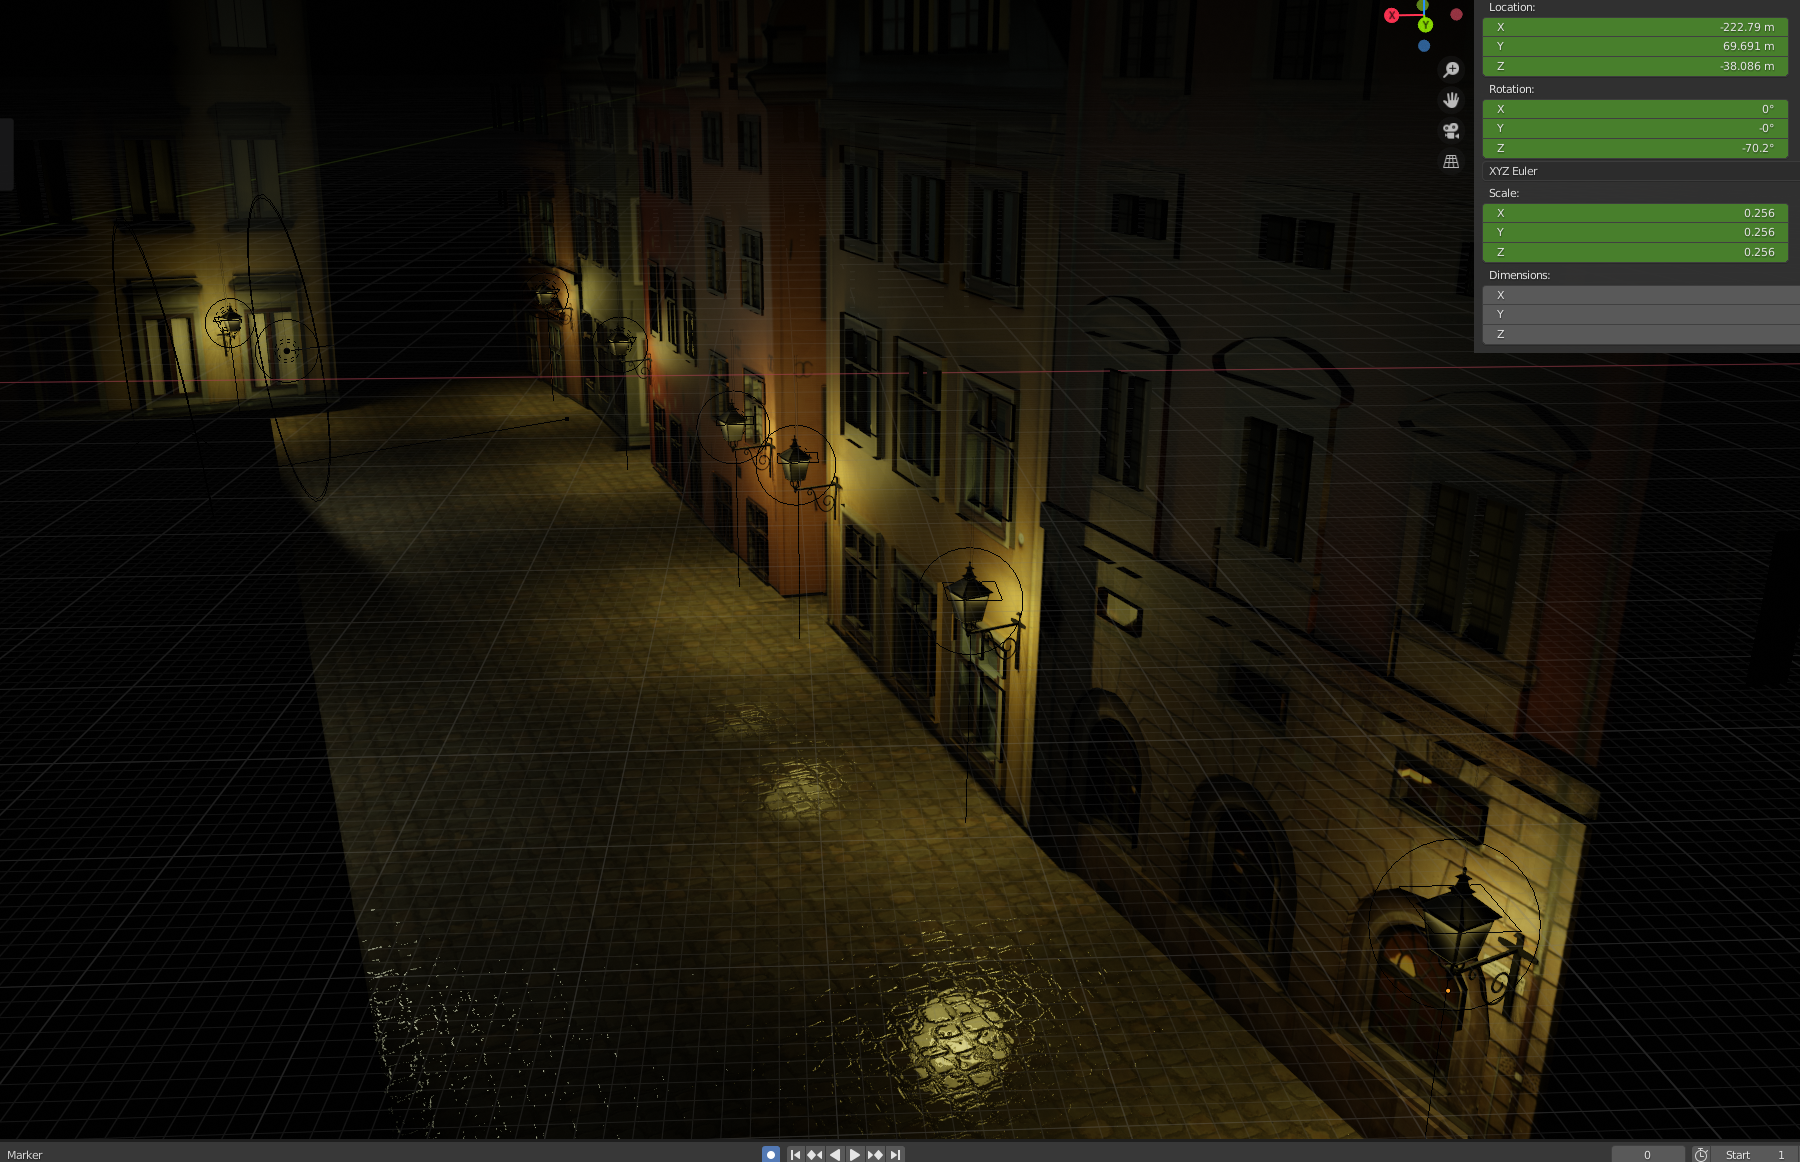 Location:
X -222.79 m
Y 69.691 m
Z -38.086 m
Rotation:
X 0°
Y -0°
Z -70.2°
XYZ Euler
Scale:
X 0.256
Y 0.256
Z 0.256
Dimensions:
X
Y
Z
X
Y
Marker
0 Start 1